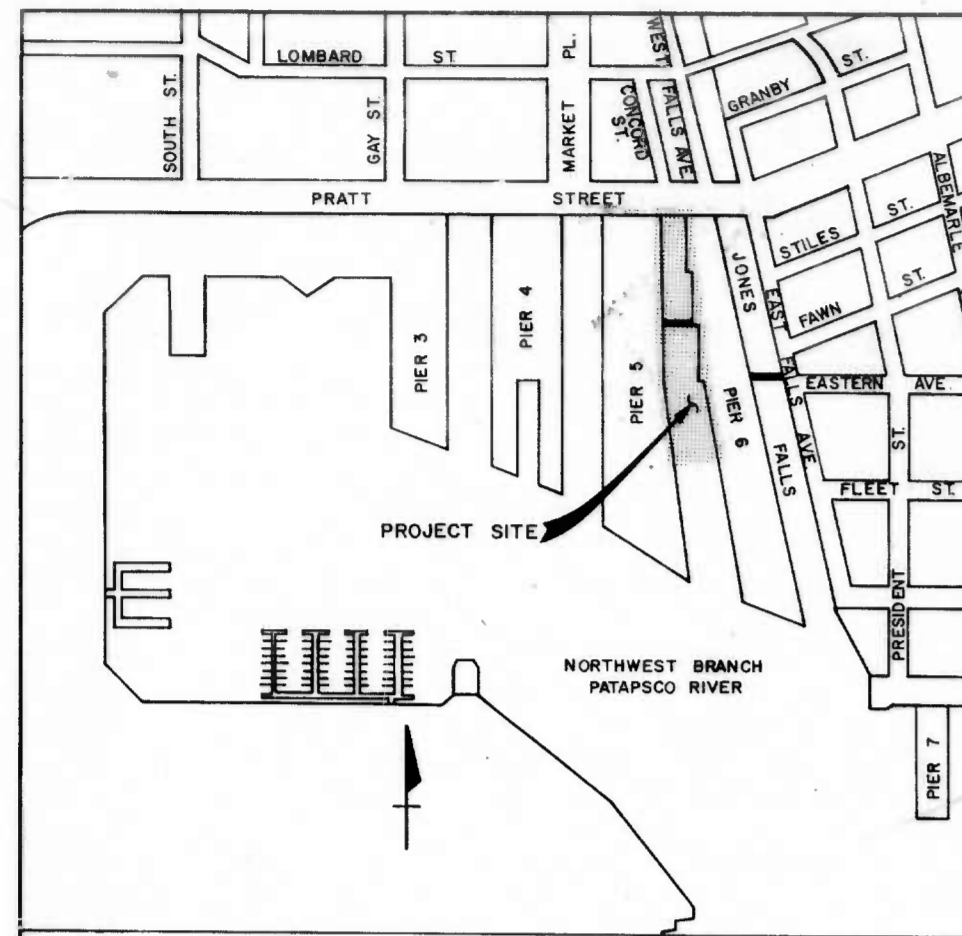 LOMBARD ST.
SOUTH ST.
GAY ST.
MARKET PL.
CONCORD
ST.
WEST FALLS AVE.
GRANBY ST.
PRATT STREET
ALBEMARLE
STILES ST.
FAWN ST.
JONES FALLS
EAST FALLS AVE.
EASTERN AVE.
PIER 3
PIER 4
PIER 5
PIER 6
FLEET ST.
PRESIDENT ST.
PROJECT SITE
NORTHWEST BRANCH
PATAPSCO RIVER
PIER 7